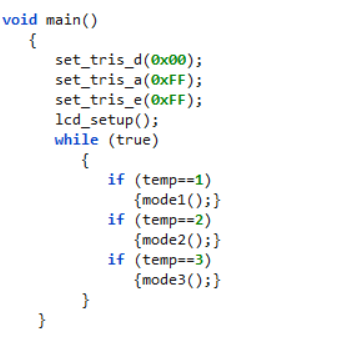 void main()
{
set_tris_d(0x00);
set_tris_a(0xFF);
set_tris_e(0xFF);
lcd_setup();
while (true)
{
if (temp==1)
{mode1();}
if (temp==2)
{mode2();}
if (temp==3)
{mode3();}
}
}